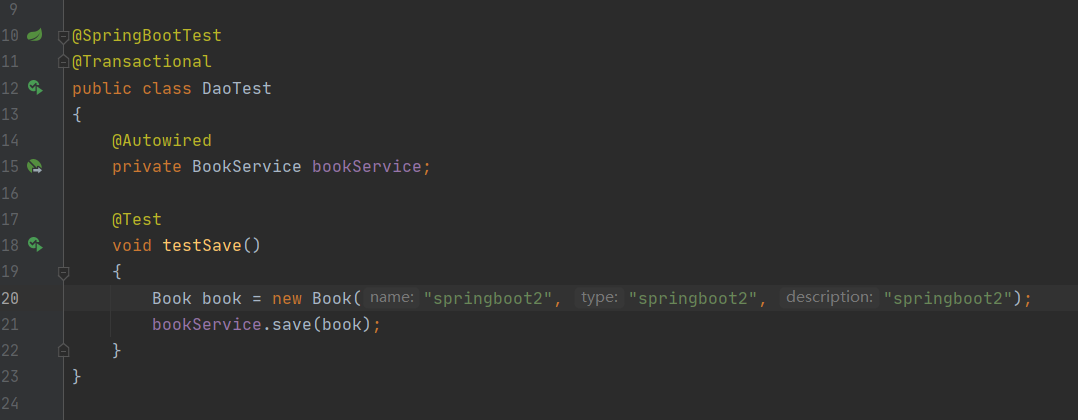 9
10 @SpringBootTest
11 @Transactional
12 public class DaoTest
13 {
14 @Autowired
15 private BookService bookService;
16
17 @Test
18 void testSave()
19 {
20 Book book = new Book( name: "springboot2", type: "springboot2", description: "springboot2");
21 bookService.save(book);
22 }
23 }
24